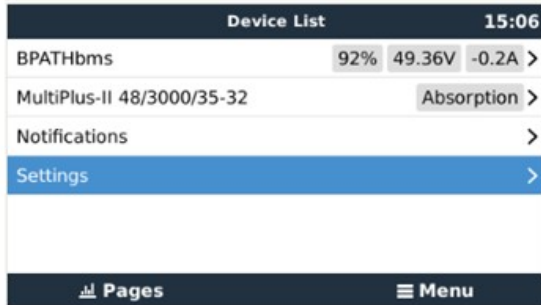 Device List 15:06
BPATHbms 92% 49.36V -0.2A
MultiPlus-II 48/3000/35-32 Absorption
Notifications
Settings
Pages Menu